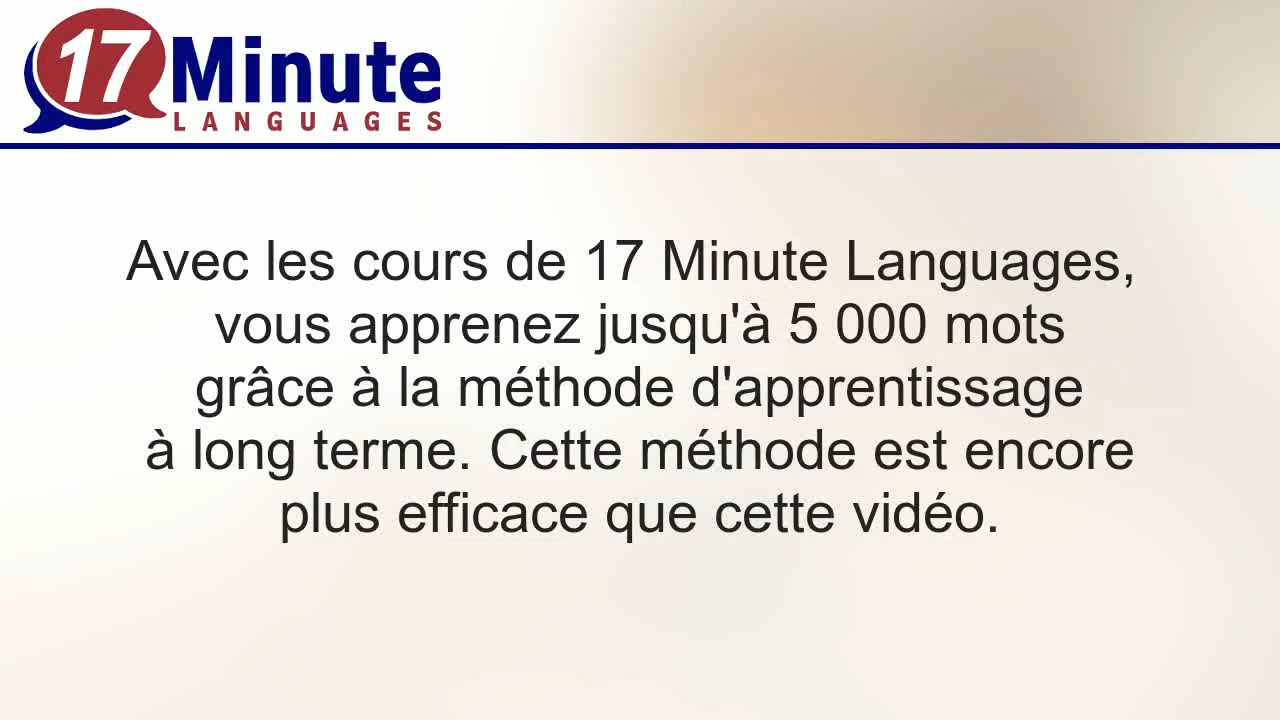 17 Minute
LANGUAGES
Avec les cours de 17 Minute Languages,
vous apprenez jusqu'à 5 000 mots
grâce à la méthode d'apprentissage
à long terme. Cette méthode est encore
plus efficace que cette vidéo.